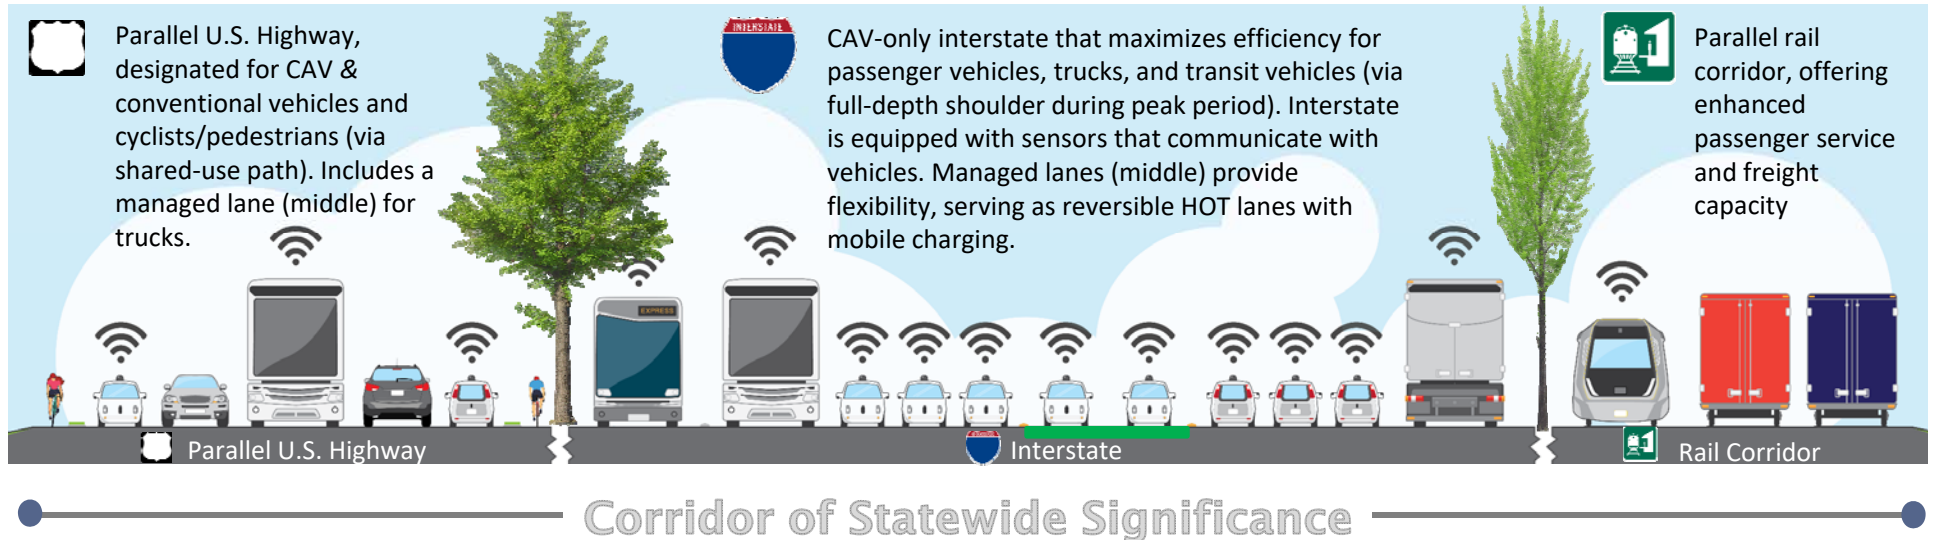 Parallel U.S. Highway,
designated for CAV &
conventional vehicles and
cyclists/pedestrians (via
shared-use path). Includes a
managed lane (middle) for
trucks.
INTERSTATE
CAV-only interstate that maximizes efficiency for
passenger vehicles, trucks, and transit vehicles (via
full-depth shoulder during peak period). Interstate
is equipped with sensors that communicate with
vehicles. Managed lanes (middle) provide
flexibility, serving as reversible HOT lanes with
mobile charging.
Parallel rail
corridor, offering
enhanced
passenger service
and freight
capacity
EXPRESS
Parallel U.S. Highway
Interstate
Rail Corridor
Corridor of Statewide Significance